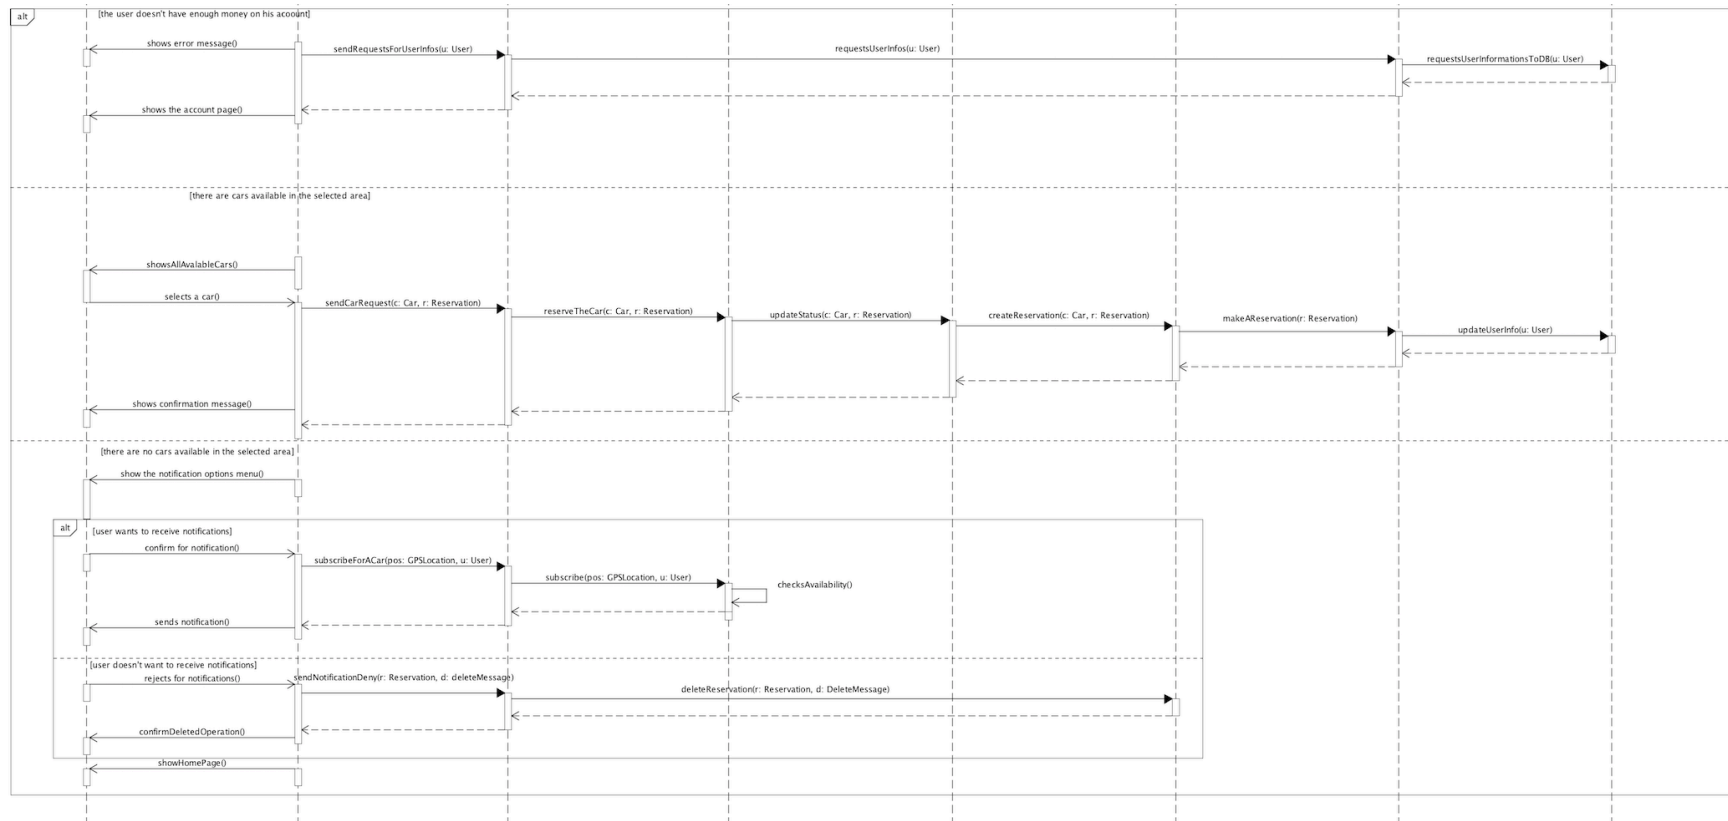 alt
[the user doesn't have enough money on his account]
shows error message()
sendRequestsForUserInfos(u: User)
requestsUserInfos(u: User)
requestsUserInformationsToDB(u: User)
shows the account page()
[there are cars available in the selected area]
showsAllAvalableCars()
selects a car()
sendCarRequest(c: Car, r: Reservation)
reserveTheCar(c: Car, r: Reservation)
updateStatus(c: Car, r: Reservation)
createReservation(c: Car, r: Reservation)
makeAReservation(r: Reservation)
updateUserInfo(u: User)
shows confirmation message()
[there are no cars available in the selected area]
show the notification options menu()
alt
[user wants to receive notifications]
confirm for notification()
subscribeForACar(pos: GPSLocation, u: User)
subscribe(pos: GPSLocation, u: User)
checksAvailability()
sends notification()
[user doesn't want to receive notifications]
rejects for notifications()
sendNotificationDeny(r: Reservation, d: deleteMessage)
deleteReservation(r: Reservation, d: DeleteMessage)
confirmDeletedOperation()
showHomePage()